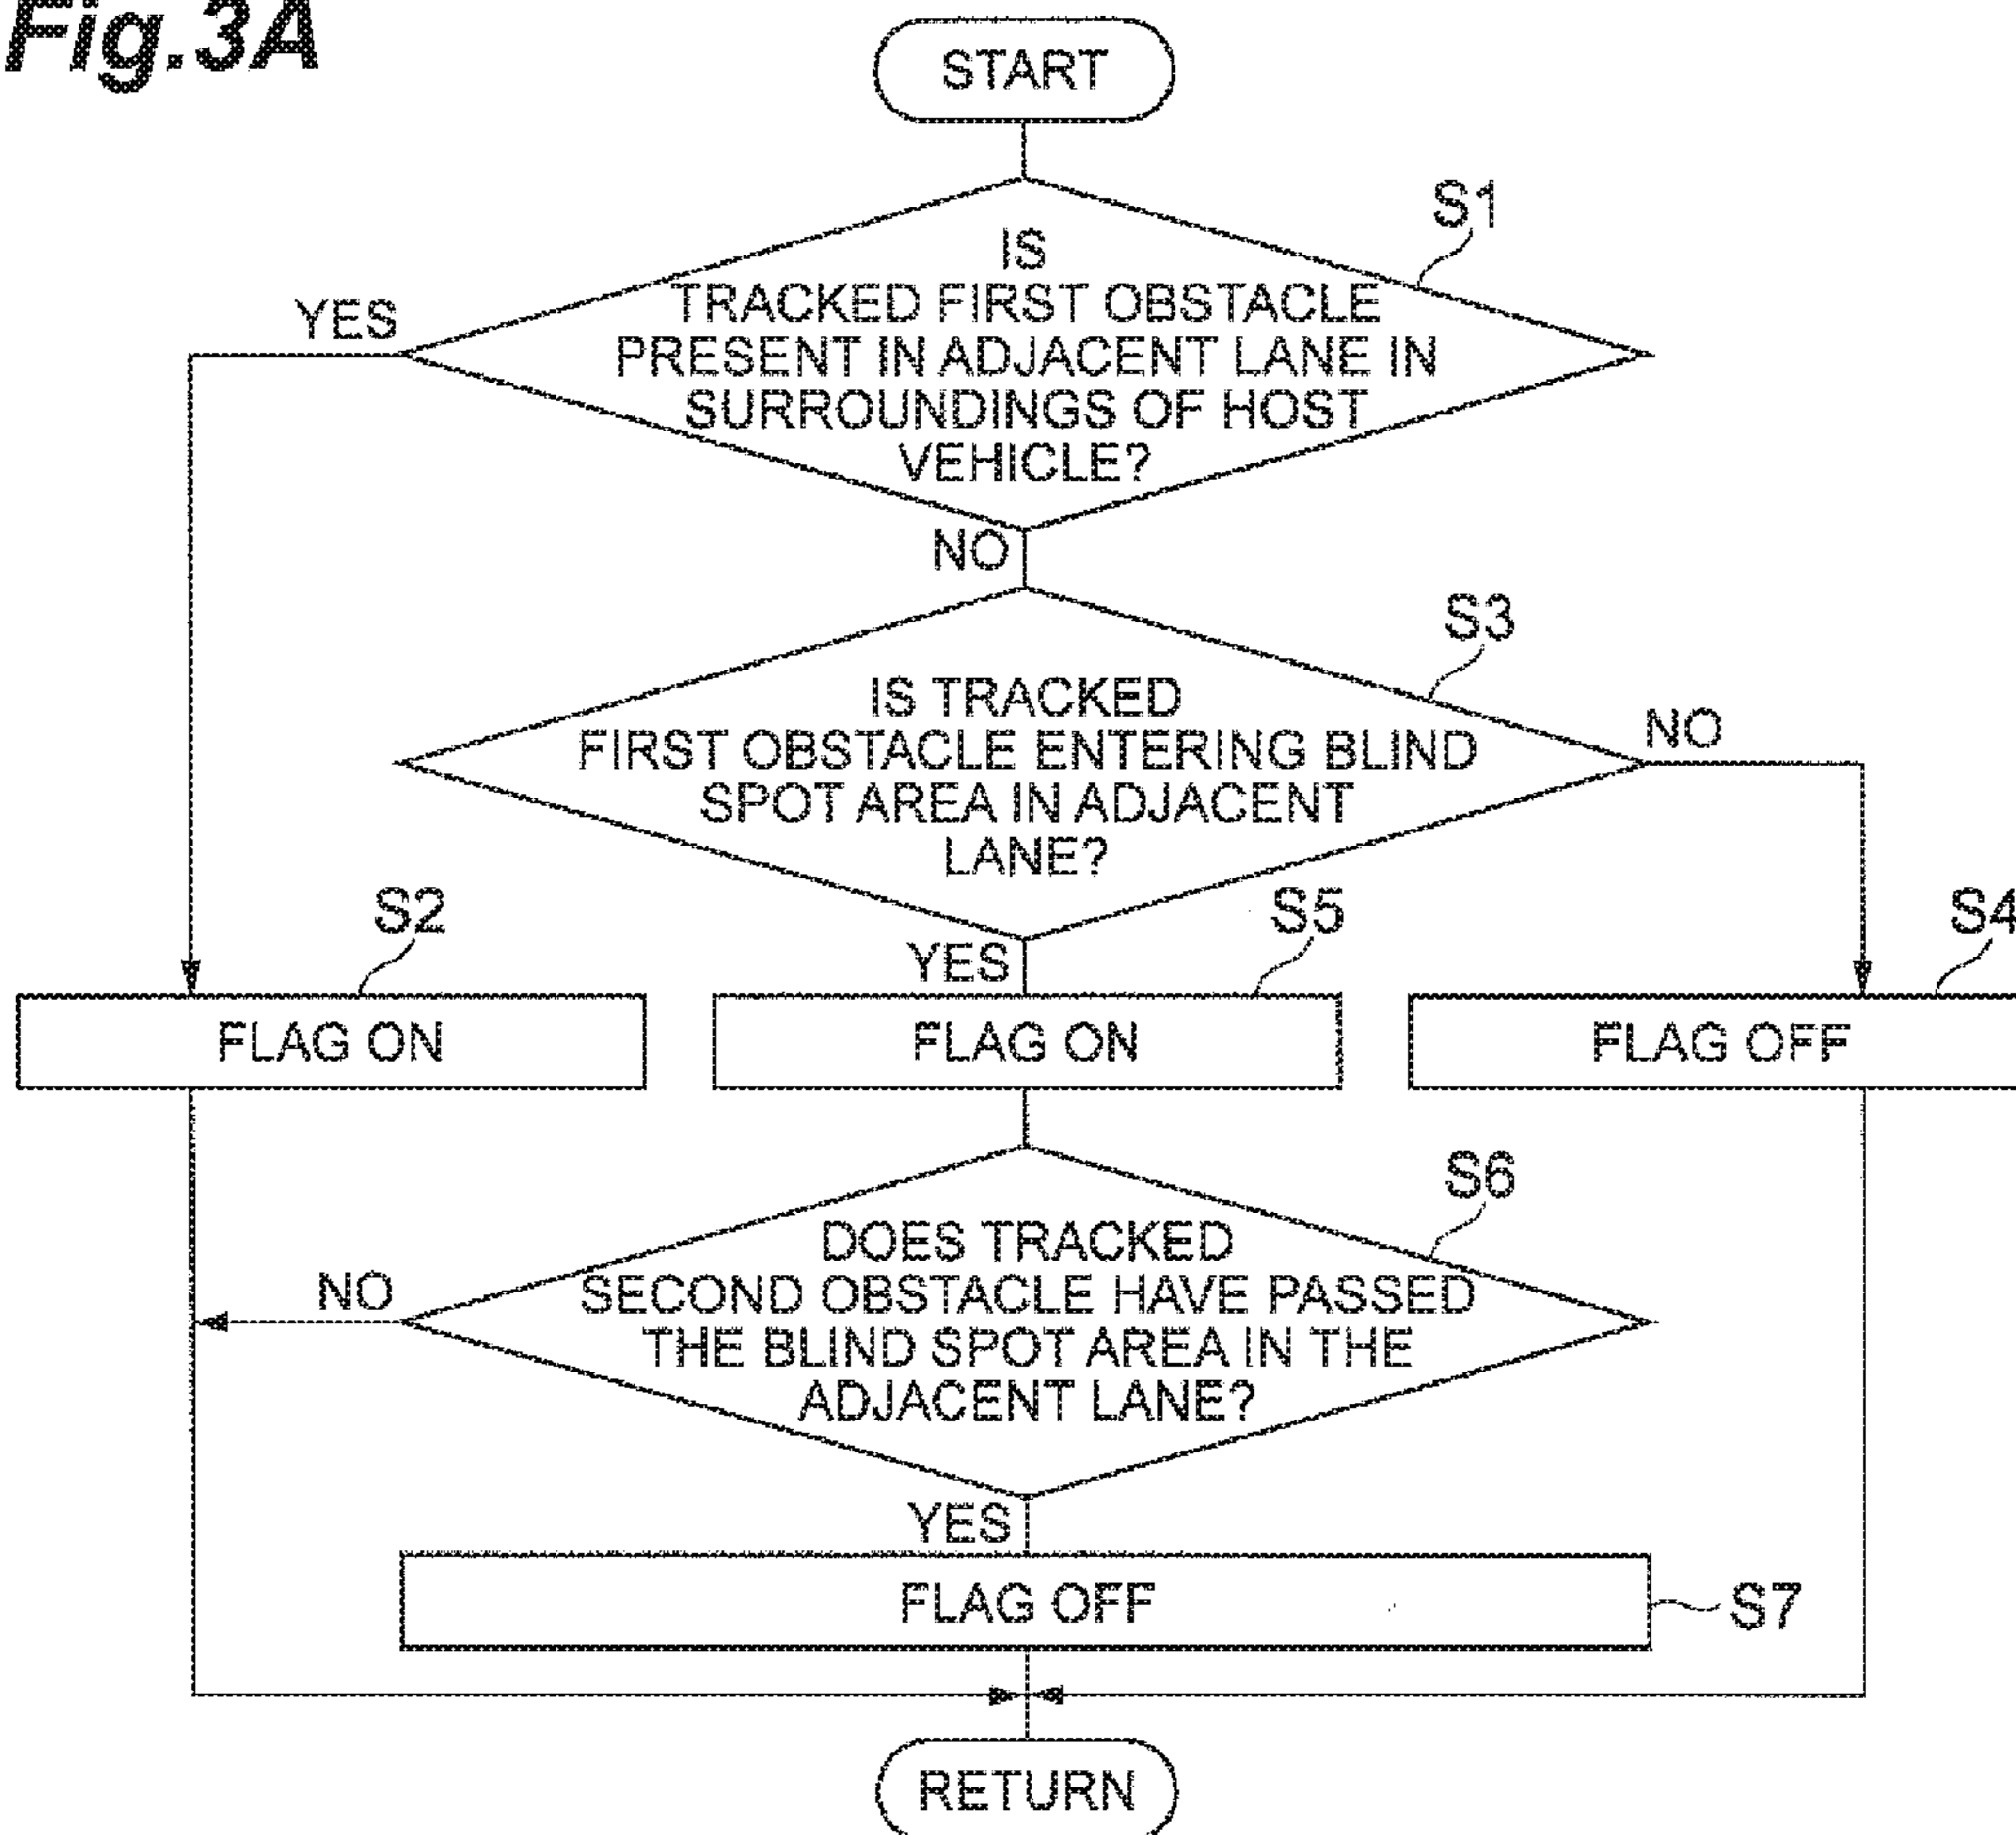 Fig.3A
START
S1
IS
TRACKED FIRST OBSTACLE
PRESENT IN ADJACENT LANE IN
SURROUNDINGS OF HOST
VEHICLE?
YES
NO
S3
IS TRACKED
FIRST OBSTACLE ENTERING BLIND
SPOT AREA IN ADJACENT
LANE?
NO
YES
S2
S5
S4
FLAG ON
FLAG ON
FLAG OFF
S6
DOES TRACKED
SECOND OBSTACLE HAVE PASSED
THE BLIND SPOT AREA IN THE
ADJACENT LANE?
NO
YES
FLAG OFF
S7
RETURN